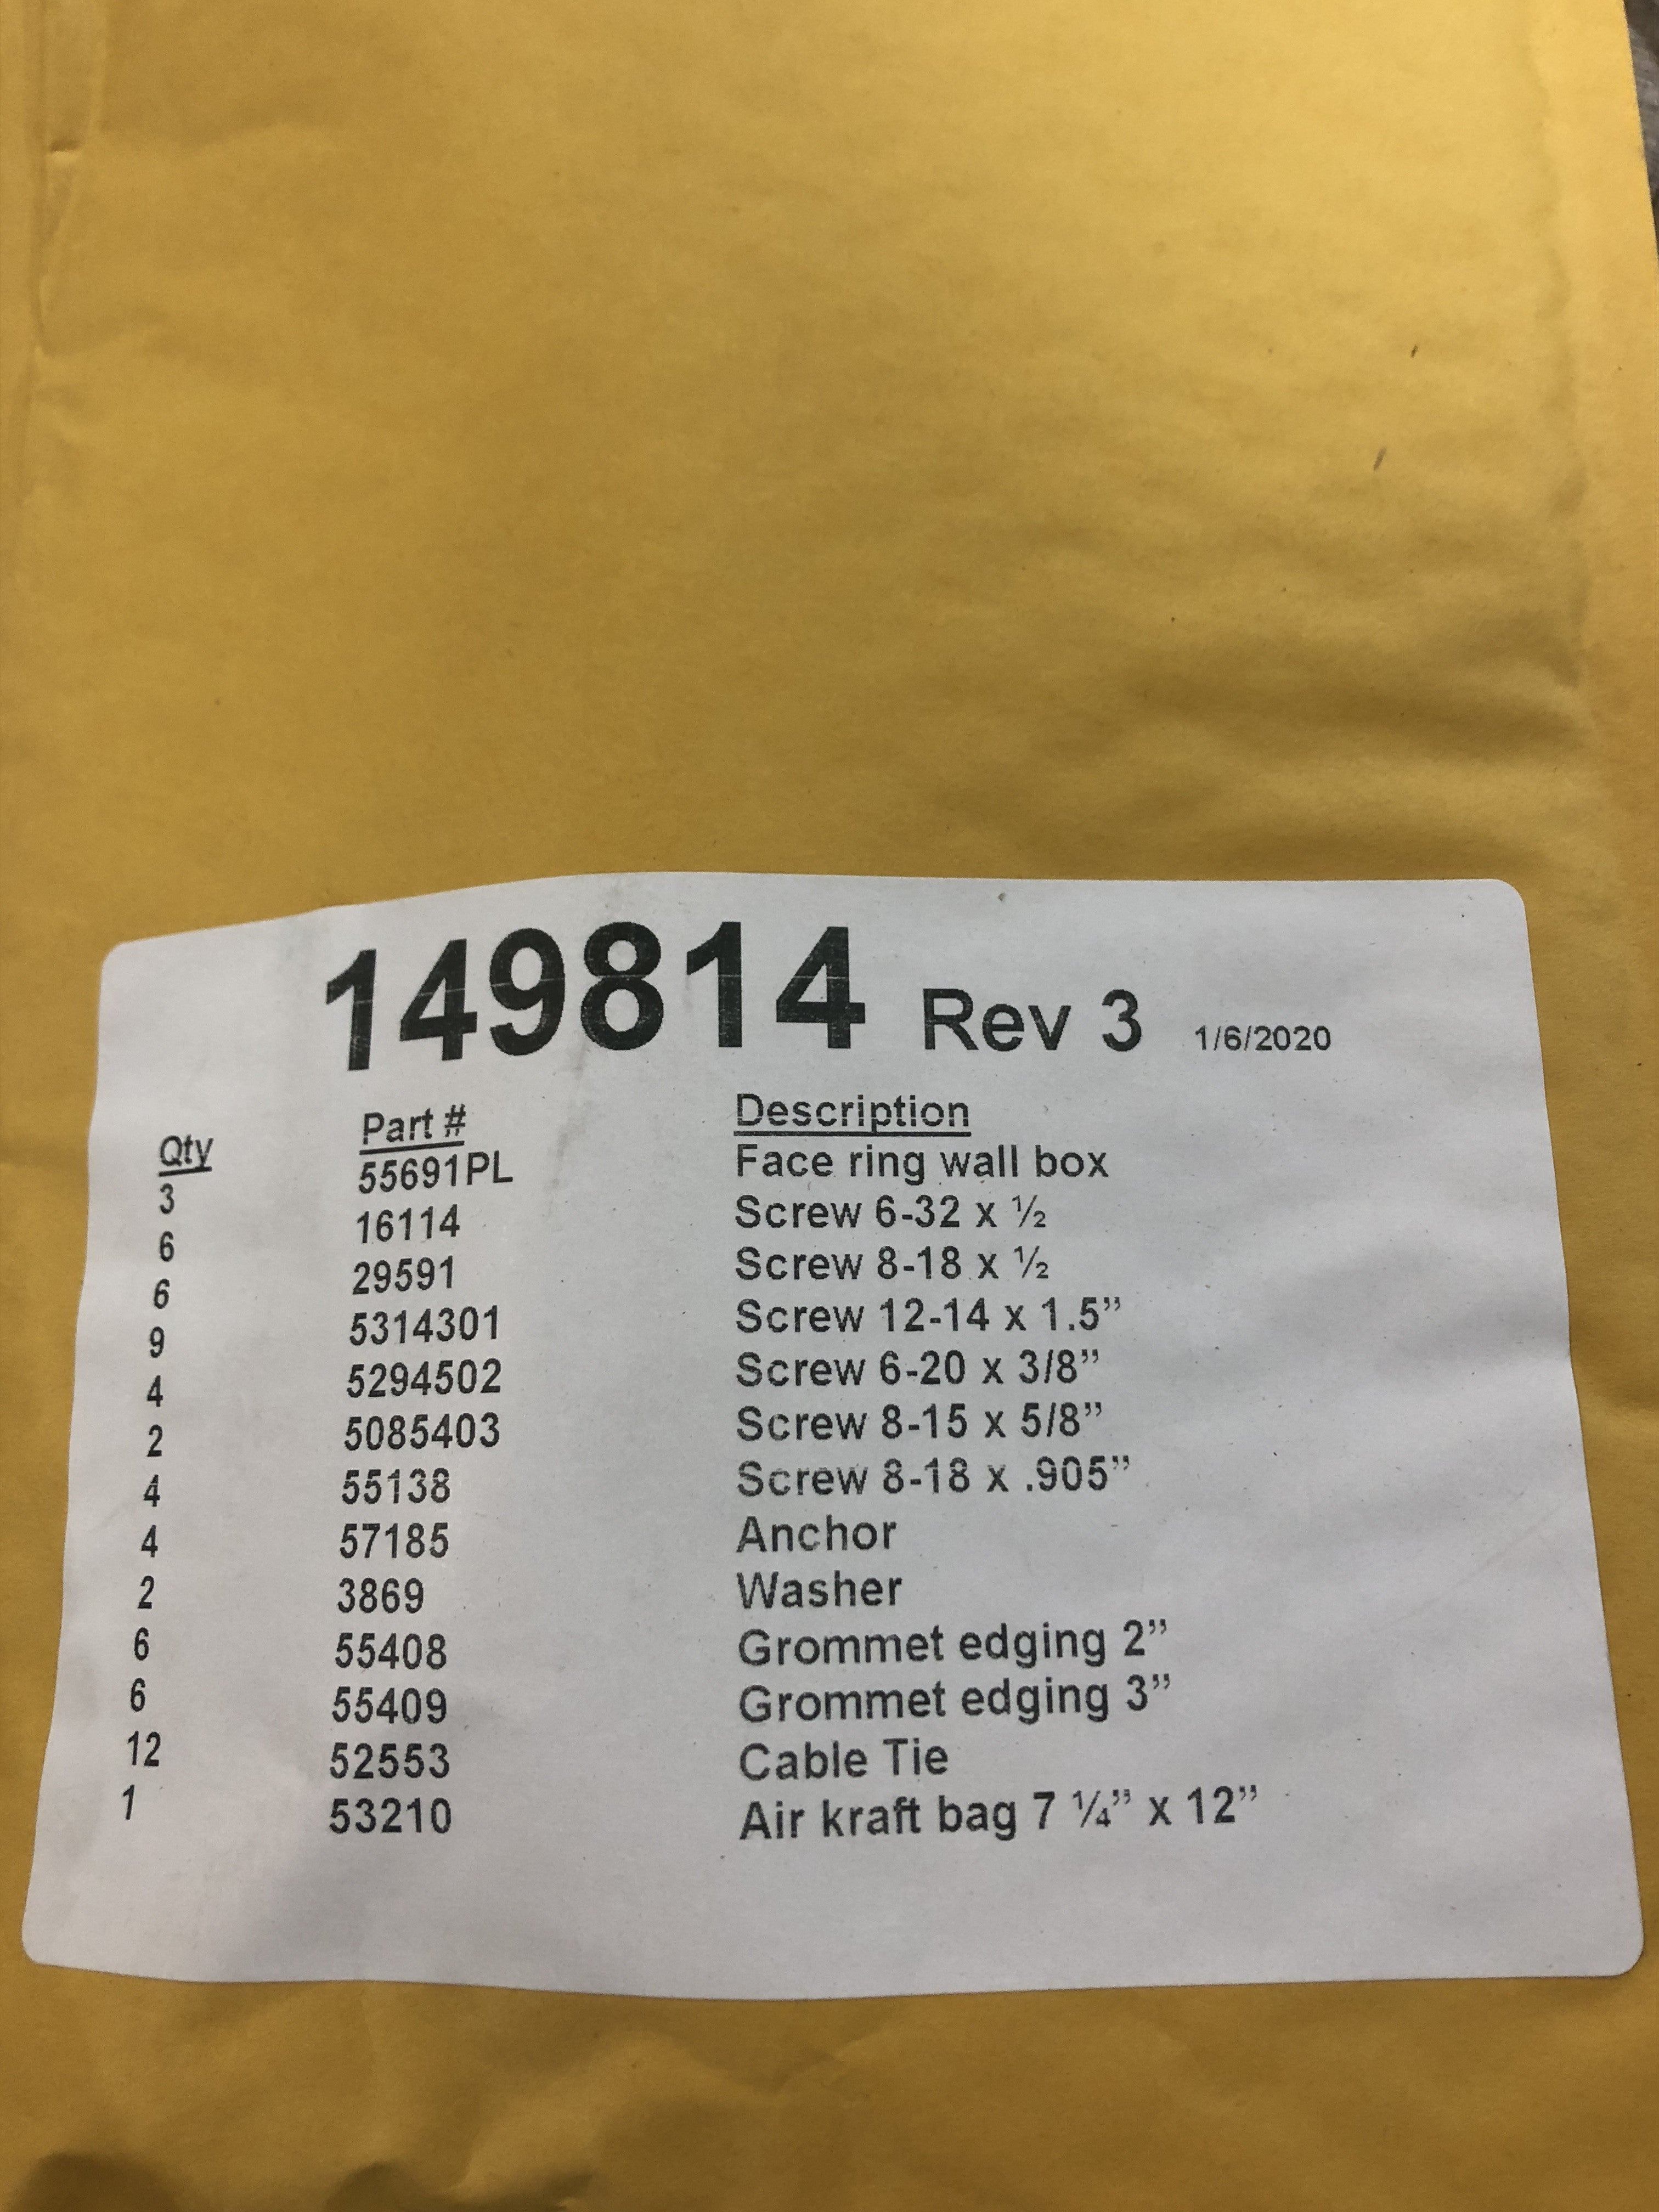 149814 Rev 3 1/6/2020
Qty Part # Description
3 55691PL Face ring wall box
6 16114 Screw 6-32 x ½
6 29591 Screw 8-18 x ½
9 5314301 Screw 12-14 x 1.5”
4 5294502 Screw 6-20 x 3/8”
2 5085403 Screw 8-15 x 5/8”
4 55138 Screw 8-18 x .905”
4 57185 Anchor
2 3869 Washer
6 55408 Grommet edging 2”
6 55409 Grommet edging 3”
12 52553 Cable Tie
1 53210 Air kraft bag 7 ¼” x 12”